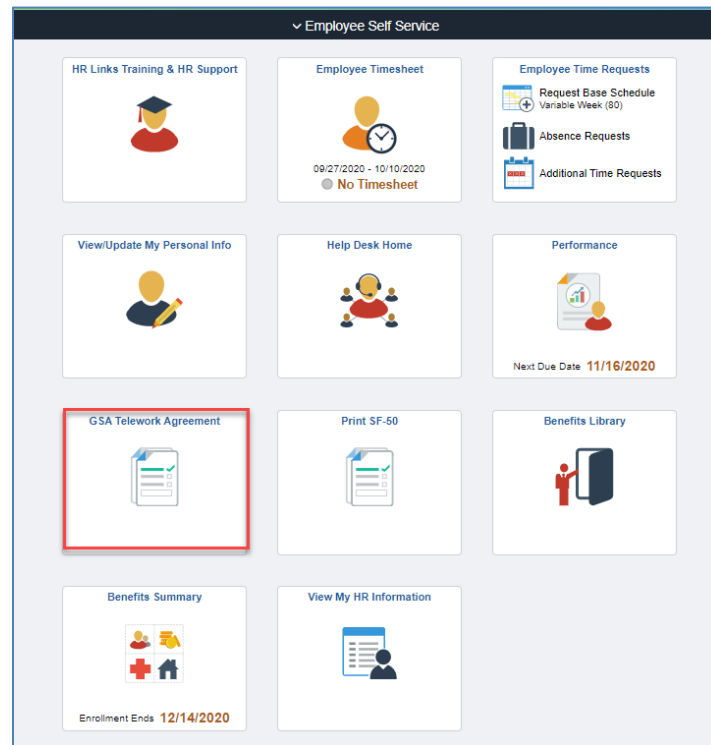 Employee Self Service
HR Links Training & HR Support
Employee Timesheet
09/27/2020 - 10/10/2020
No Timesheet
Employee Time Requests
Request Base Schedule
Variable Week (80)
Absence Requests
Additional Time Requests
View/Update My Personal Info
Help Desk Home
Performance
Next Due Date 11/16/2020
GSA Telework Agreement
Print SF-50
Benefits Library
Benefits Summary
Enrollment Ends 12/14/2020
View My HR Information